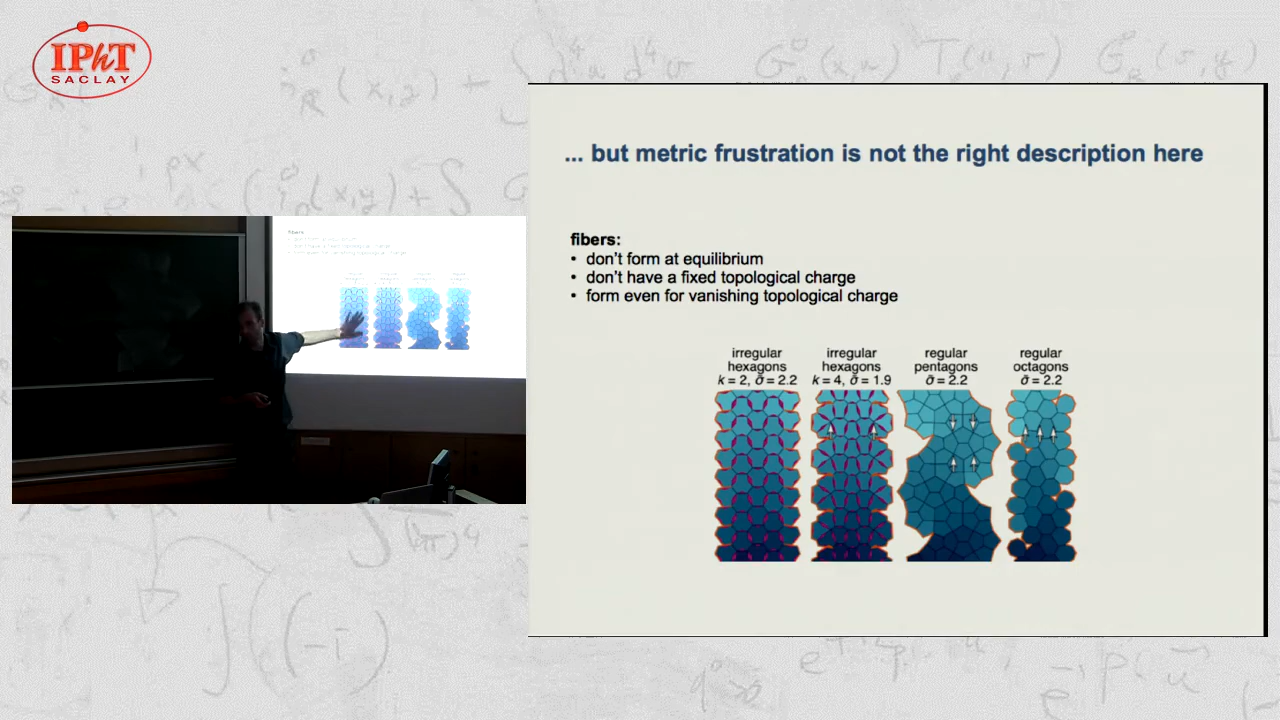 IPhT
SACLAY
... but metric frustration is not the right description here
fibers:
• don't form at equilibrium
• don't have a fixed topological charge
• form even for vanishing topological charge
irregular hexagons k = 2, σ̃ = 2.2
irregular hexagons k = 4, σ̃ = 1.9
regular pentagons σ̃ = 2.2
regular octagons σ̃ = 2.2
fibers: